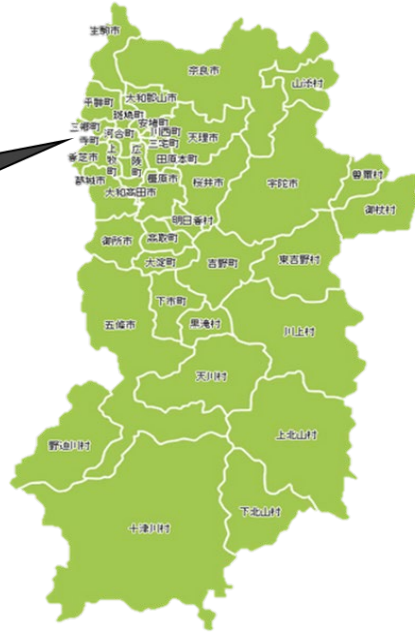 生駒市
奈良市
山添村
平群町
大和郡山市
斑鳩町
安堵町
三郷町
河合町
川西町
三宅町
天理市
寺町
上牧町
広陵町
田原本町
香芝市
橿原市
桜井市
宇陀市
曽爾村
葛城市
大和高田市
御杖村
明日香村
御所市
高取町
大淀町
吉野町
東吉野村
下市町
五條市
黒滝村
川上村
天川村
野迫川村
上北山村
下北山村
十津川村